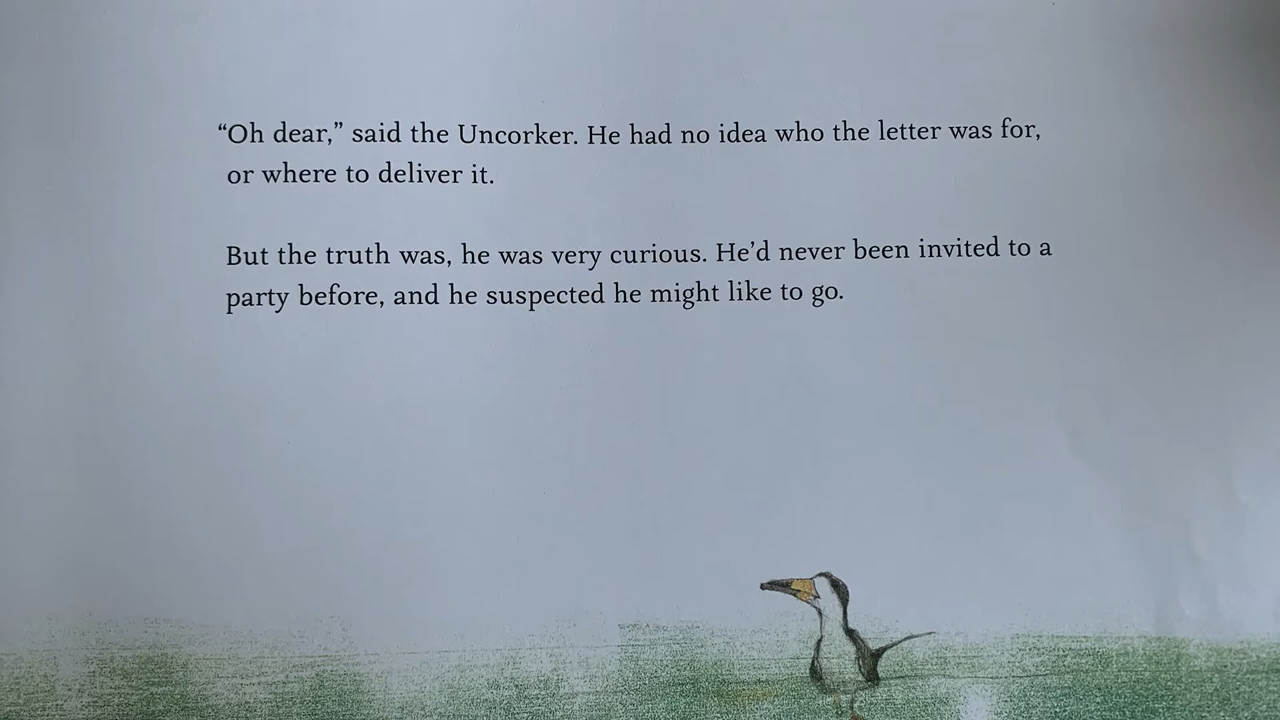 “Oh dear,” said the Uncorker. He had no idea who the letter was for,
or where to deliver it.
But the truth was, he was very curious. He’d never been invited to a
party before, and he suspected he might like to go.